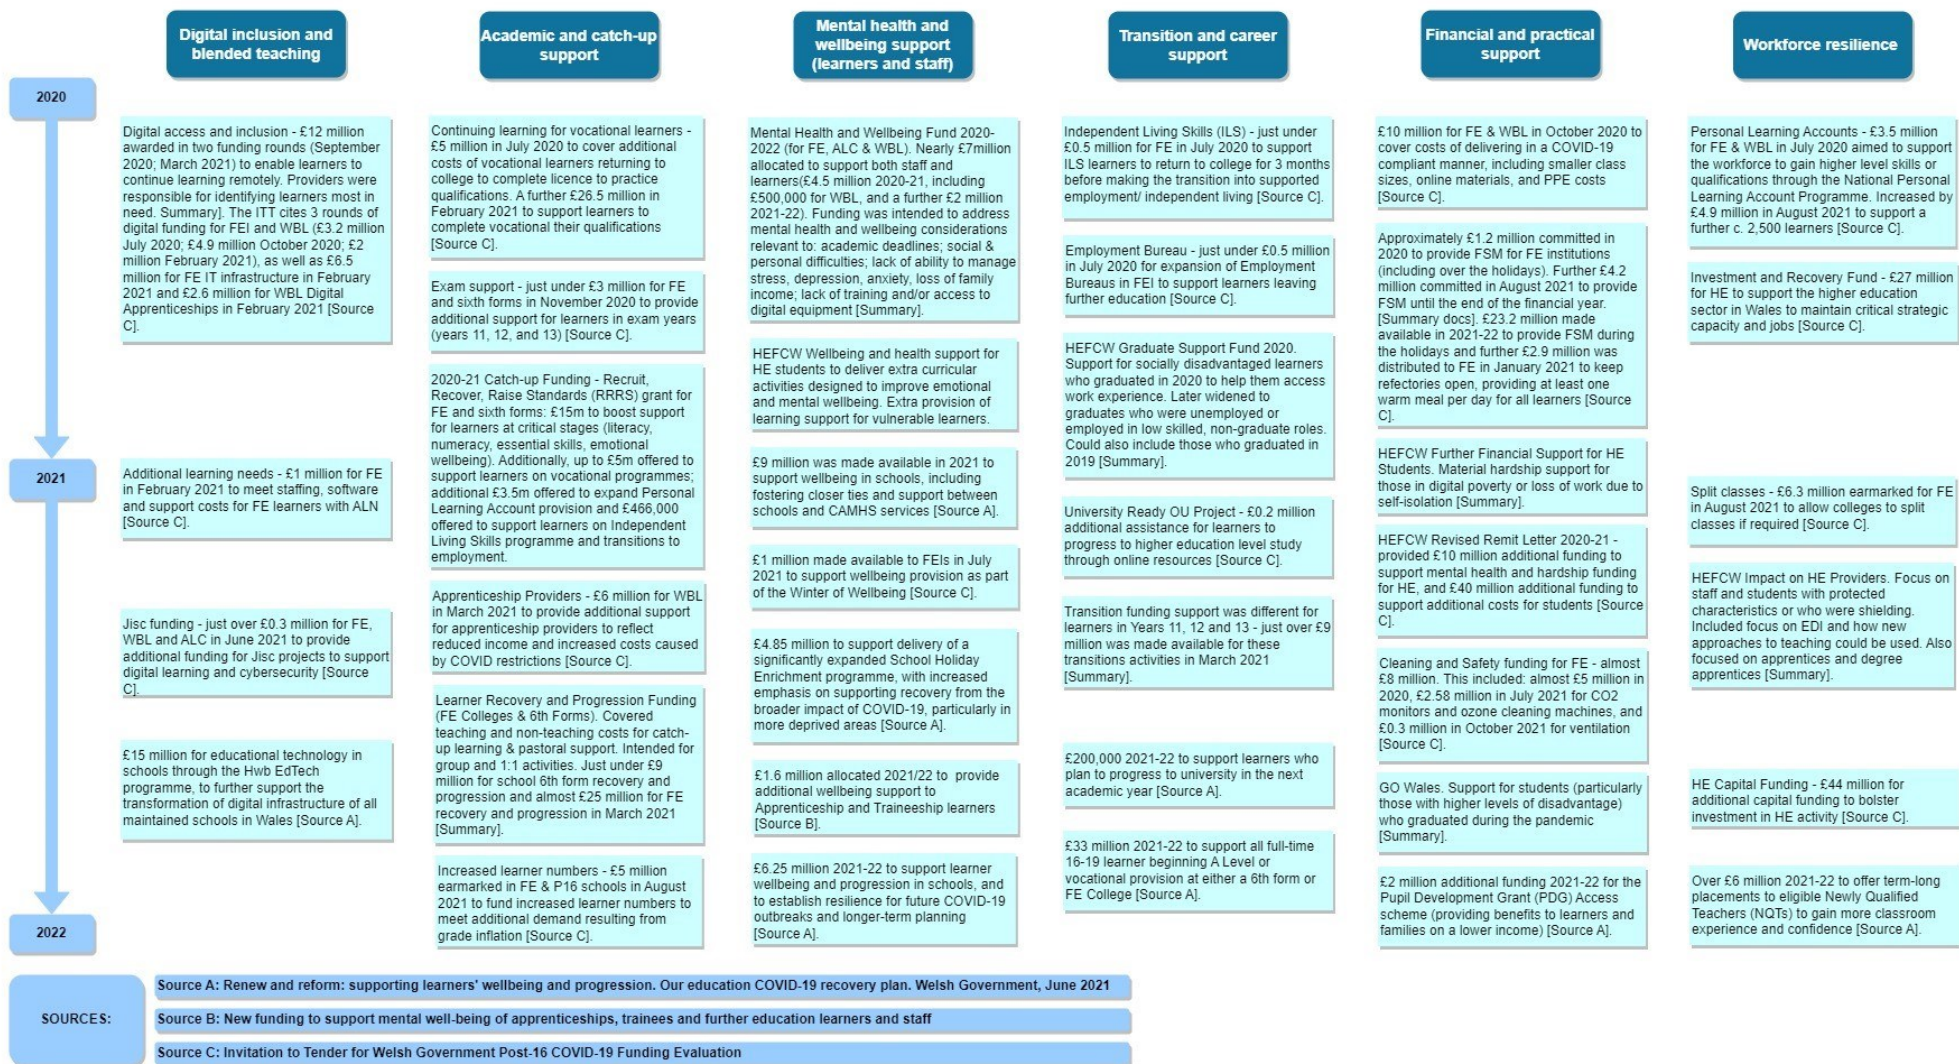 Digital inclusion and
blended teaching
Academic and catch-up
support
Mental health and
wellbeing support
(learners and staff)
Transition and career
support
Financial and practical
support
Workforce resilience
2020
2021
2022
Digital access and inclusion - £12 million
awarded in two funding rounds (September
2020; March 2021) to enable learners to
continue learning remotely. Providers were
responsible for identifying learners most in
need. Summary]. The ITT cites 3 rounds of
digital funding for FEI and WBL (£3.2 million
July 2020; £4.9 million October 2020; £2
million February 2021), as well as £6.5
million for FE IT infrastructure in February
2021 and £2.6 million for WBL Digital
Apprenticeships in February 2021 [Source
C].
Additional learning needs - £1 million for FE
in February 2021 to meet staffing, software
and support costs for FE learners with ALN
[Source C].
Jisc funding - just over £0.3 million for FE,
WBL and ALC in June 2021 to provide
additional funding for Jisc projects to support
digital learning and cybersecurity [Source
C].
£15 million for educational technology in
schools through the Hwb EdTech
programme, to further support the
transformation of digital infrastructure of all
maintained schools in Wales [Source A].
Continuing learning for vocational learners -
£5 million in July 2020 to cover additional
costs of vocational learners returning to
college to complete licence to practice
qualifications. A further £26.5 million in
February 2021 to support learners to
complete vocational their qualifications
[Source C].
Exam support - just under £3 million for FE
and sixth forms in November 2020 to provide
additional support for learners in exam years
(years 11, 12, and 13) [Source C].
2020-21 Catch-up Funding - Recruit,
Recover, Raise Standards (RRRS) grant for
FE and sixth forms: £15m to boost support
for learners at critical stages (literacy,
numeracy, essential skills, emotional
wellbeing). Additionally, up to £5m offered to
support learners on vocational programmes;
additional £3.5m offered to expand Personal
Learning Account provision and £466,000
offered to support learners on Independent
Living Skills programme and transitions to
employment.
Apprenticeship Providers - £6 million for WBL
in March 2021 to provide additional support
for apprenticeship providers to reflect
reduced income and increased costs caused
by COVID restrictions [Source C].
Learner Recovery and Progression Funding
(FE Colleges & 6th Forms). Covered
teaching and non-teaching costs for catch-
up learning & pastoral support. Intended for
group and 1:1 activities. Just under £9
million for school 6th form recovery and
progression and almost £25 million for FE
recovery and progression in March 2021
[Summary].
Increased learner numbers - £5 million
earmarked in FE & P16 schools in August
2021 to fund increased learner numbers to
meet additional demand resulting from
grade inflation [Source C].
Mental Health and Wellbeing Fund 2020-
2022 (for FE, ALC & WBL). Nearly £7million
allocated to support both staff and
learners(£4.5 million 2020-21, including
£500,000 for WBL, and a further £2 million
2021-22). Funding was intended to address
mental health and wellbeing considerations
relevant to: academic deadlines; social &
personal difficulties; lack of ability to manage
stress, depression, anxiety, loss of family
income; lack of training and/or access to
digital equipment [Summary].
HEFCW Wellbeing and health support for
HE students to deliver extra curricular
activities designed to improve emotional
and mental wellbeing. Extra provision of
learning support for vulnerable learners.
£9 million was made available in 2021 to
support wellbeing in schools, including
fostering closer ties and support between
schools and CAMHS services [Source A].
£1 million made available to FEIs in July
2021 to support wellbeing provision as part
of the Winter of Wellbeing [Source C].
£4.85 million to support delivery of a
significantly expanded School Holiday
Enrichment programme, with increased
emphasis on supporting recovery from the
broader impact of COVID-19, particularly in
more deprived areas [Source A].
£1.6 million allocated 2021/22 to provide
additional wellbeing support to
Apprenticeship and Traineeship learners
[Source B].
£6.25 million 2021-22 to support learner
wellbeing and progression in schools, and
to establish resilience for future COVID-19
outbreaks and longer-term planning
[Source A].
Independent Living Skills (ILS) - just under
£0.5 million for FE in July 2020 to support
ILS learners to return to college for 3 months
before making the transition into supported
employment/ independent living [Source C].
Employment Bureau - just under £0.5 million
in July 2020 for expansion of Employment
Bureaus in FEI to support learners leaving
further education [Source C].
HEFCW Graduate Support Fund 2020.
Support for socially disadvantaged learners
who graduated in 2020 to help them access
work experience. Later widened to
graduates who were unemployed or
employed in low skilled, non-graduate roles.
Could also include those who graduated in
2019 [Summary].
University Ready OU Project - £0.2 million
additional assistance for learners to
progress to higher education level study
through online resources [Source C].
Transition funding support was different for
learners in Years 11, 12 and 13 - just over £9
million was made available for these
transitions activities in March 2021
[Summary].
£200,000 2021-22 to support learners who
plan to progress to university in the next
academic year [Source A].
£33 million 2021-22 to support all full-time
16-19 learner beginning A Level or
vocational provision at either a 6th form or
FE College [Source A].
£10 million for FE & WBL in October 2020 to
cover costs of delivering in a COVID-19
compliant manner, including smaller class
sizes, online materials, and PPE costs
[Source C].
Approximately £1.2 million committed in
2020 to provide FSM for FE institutions
(including over the holidays). Further £4.2
million committed in August 2021 to provide
FSM until the end of the financial year.
[Summary docs]. £23.2 million made
available in 2021-22 to provide FSM during
the holidays and further £2.9 million was
distributed to FE in January 2021 to keep
refectories open, providing at least one
warm meal per day for all learners [Source
C].
HEFCW Further Financial Support for HE
Students. Material hardship support for
those in digital poverty or loss of work due to
self-isolation [Summary].
HEFCW Revised Remit Letter 2020-21 -
provided £10 million additional funding to
support mental health and hardship funding
for HE, and £40 million additional funding to
support additional costs for students [Source
C].
Cleaning and Safety funding for FE - almost
£8 million. This included: almost £5 million in
2020, £2.58 million in July 2021 for CO2
monitors and ozone cleaning machines, and
£0.3 million in October 2021 for ventilation
[Source C].
GO Wales. Support for students (particularly
those with higher levels of disadvantage)
who graduated during the pandemic
[Summary].
£2 million additional funding 2021-22 for the
Pupil Development Grant (PDG) Access
scheme (providing benefits to learners and
families on a lower income) [Source A].
Personal Learning Accounts - £3.5 million
for FE & WBL in July 2020 aimed to support
the workforce to gain higher level skills or
qualifications through the National Personal
Learning Account Programme. Increased by
£4.9 million in August 2021 to support a
further c. 2,500 learners [Source C].
Investment and Recovery Fund - £27 million
for HE to support the higher education
sector in Wales to maintain critical strategic
capacity and jobs [Source C].
Split classes - £6.3 million earmarked for FE
in August 2021 to allow colleges to split
classes if required [Source C].
HEFCW Impact on HE Providers. Focus on
staff and students with protected
characteristics or who were shielding.
Included focus on EDI and how new
approaches to teaching could be used. Also
focused on apprentices and degree
apprentices [Summary].
HE Capital Funding - £44 million for
additional capital funding to bolster
investment in HE activity [Source C].
Over £6 million 2021-22 to offer term-long
placements to eligible Newly Qualified
Teachers (NQTs) to gain more classroom
experience and confidence [Source A].
SOURCES:
Source A: Renew and reform: supporting learners' wellbeing and progression. Our education COVID-19 recovery plan. Welsh Government, June 2021
Source B: New funding to support mental well-being of apprenticeships, trainees and further education learners and staff
Source C: Invitation to Tender for Welsh Government Post-16 COVID-19 Funding Evaluation